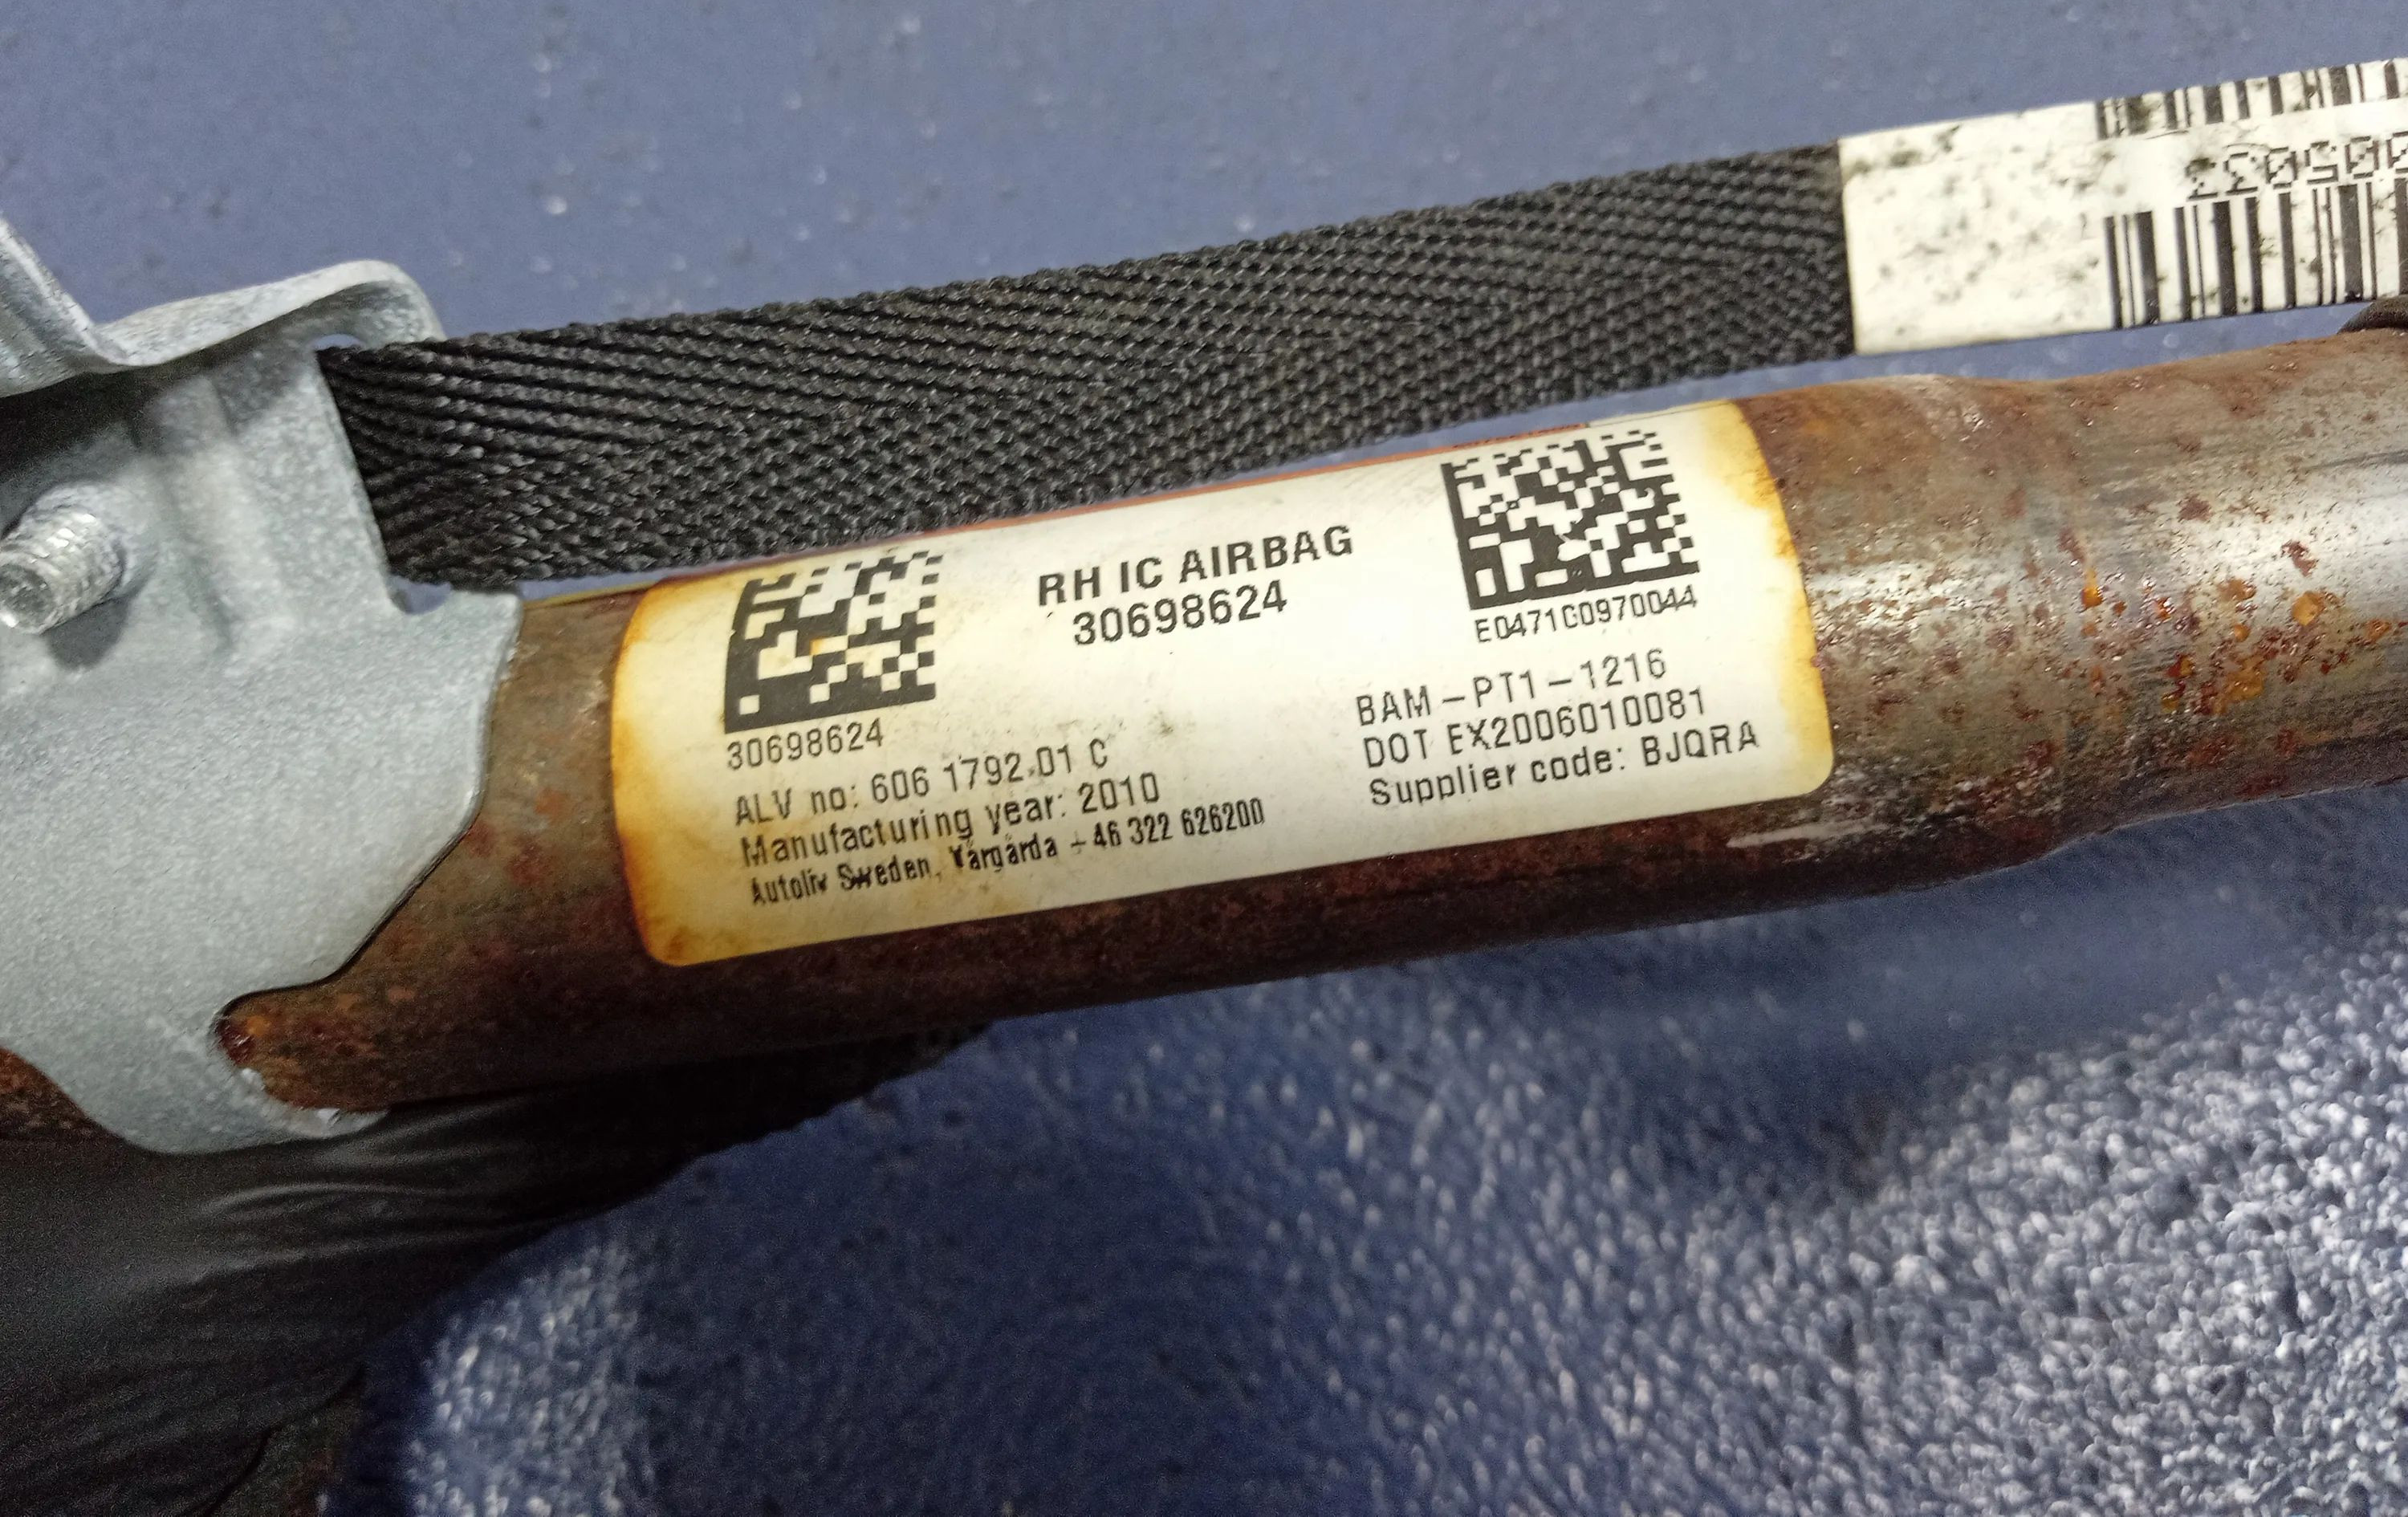 RH IC AIRBAG
30698624
30698624
ALV no: 606 1792.01 C
Manufacturing year: 2010
Autoliv Sweden, Vårgårda +46 322 626200
E0471C0970044
BAM-PT1-1216
DOT EX2006010081
Supplier code: BJQRA